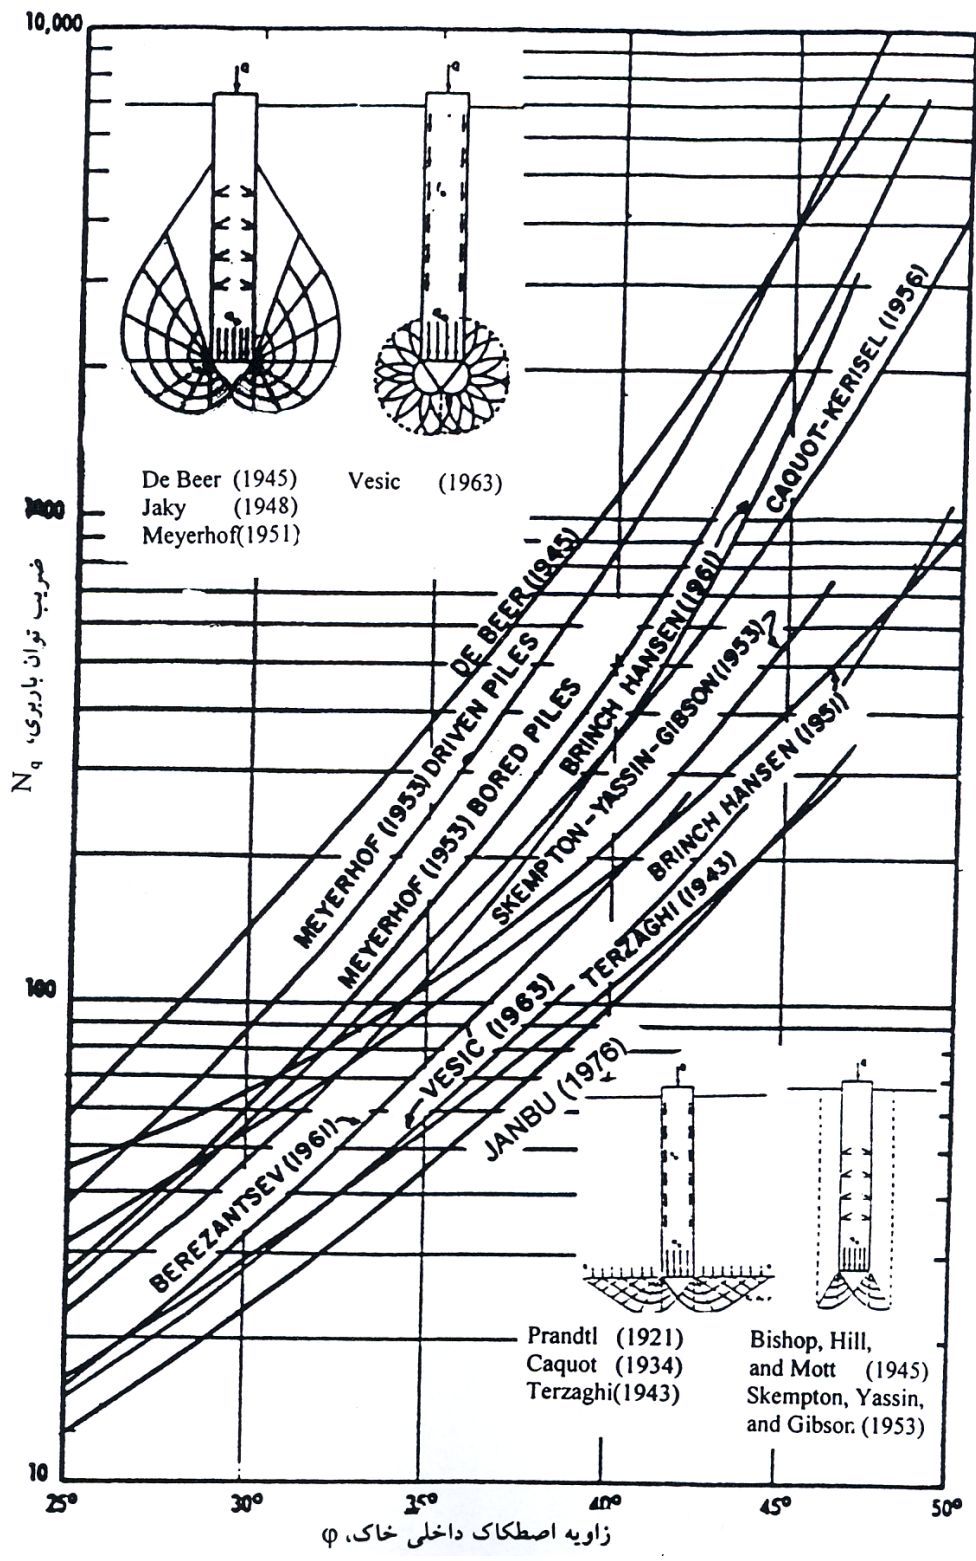 10,000
De Beer (1945)
Jaky (1948)
Meyerhof(1951)
Vesic (1963)
1000
100
10
ضریب توان باربری، Nq
DE BEER (1945)
MEYERHOF (1953) DRIVEN PILES
MEYERHOF (1953) BORED PILES
BRINCH HANSEN (1961)
CAQUOT-KERISEL (1956)
SKEMPTON-YASSIN-GIBSON (1953)
BRINCH HANSEN (1951)
TERZAGHI (1943)
VESIC (1963)
BEREZANTSEV (1961)
JANBU (1976)
Prandtl (1921)
Caquot (1934)
Terzaghi(1943)
Bishop, Hill,
and Mott (1945)
Skempton, Yassin,
and Gibson (1953)
25° 30° 35° 40° 45° 50°
زاویه اصطکاک داخلی خاک، φ